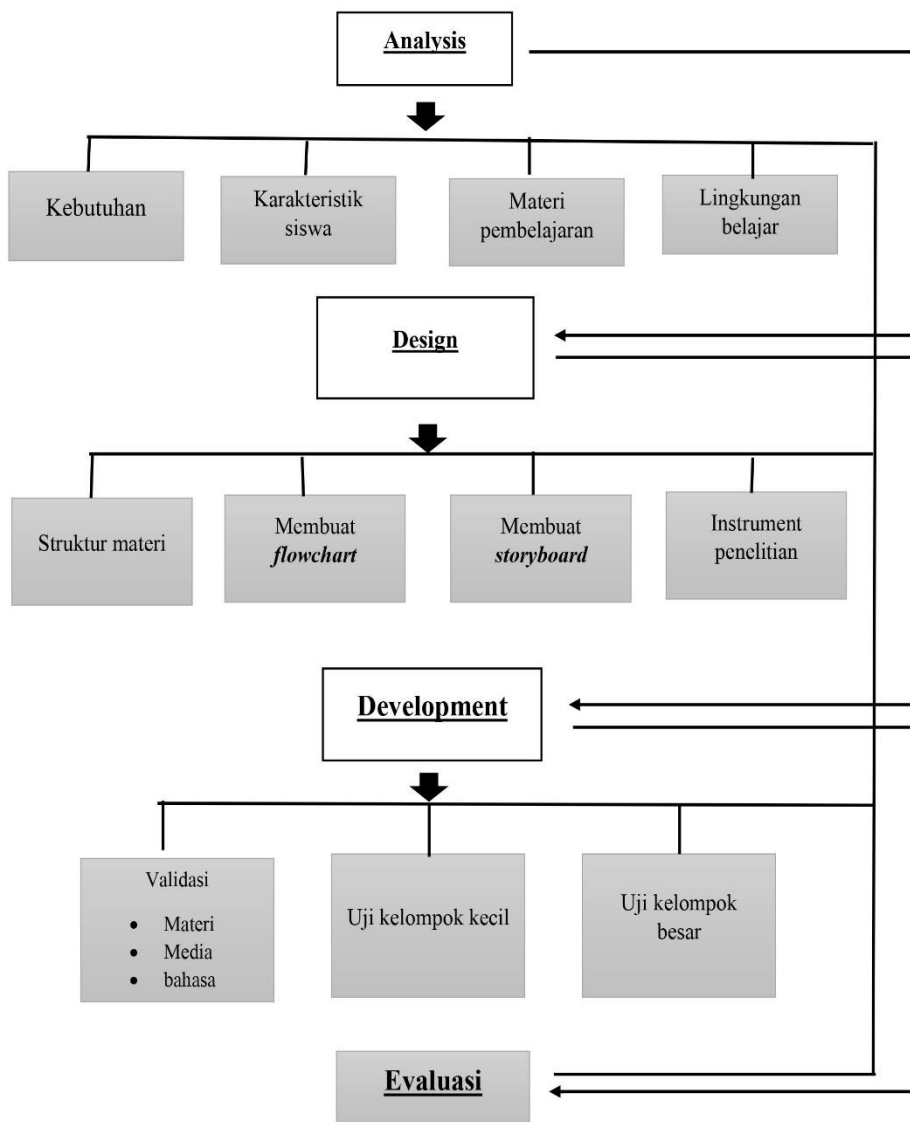 Analysis
Kebutuhan
Karakteristik
siswa
Materi
pembelajaran
Lingkungan
belajar
Design
Struktur materi
Membuat
flowchart
Membuat
storyboard
Instrument
penelitian
Development
Validasi
• Materi
• Media
• bahasa
Uji kelompok kecil
Uji kelompok
besar
Evaluasi